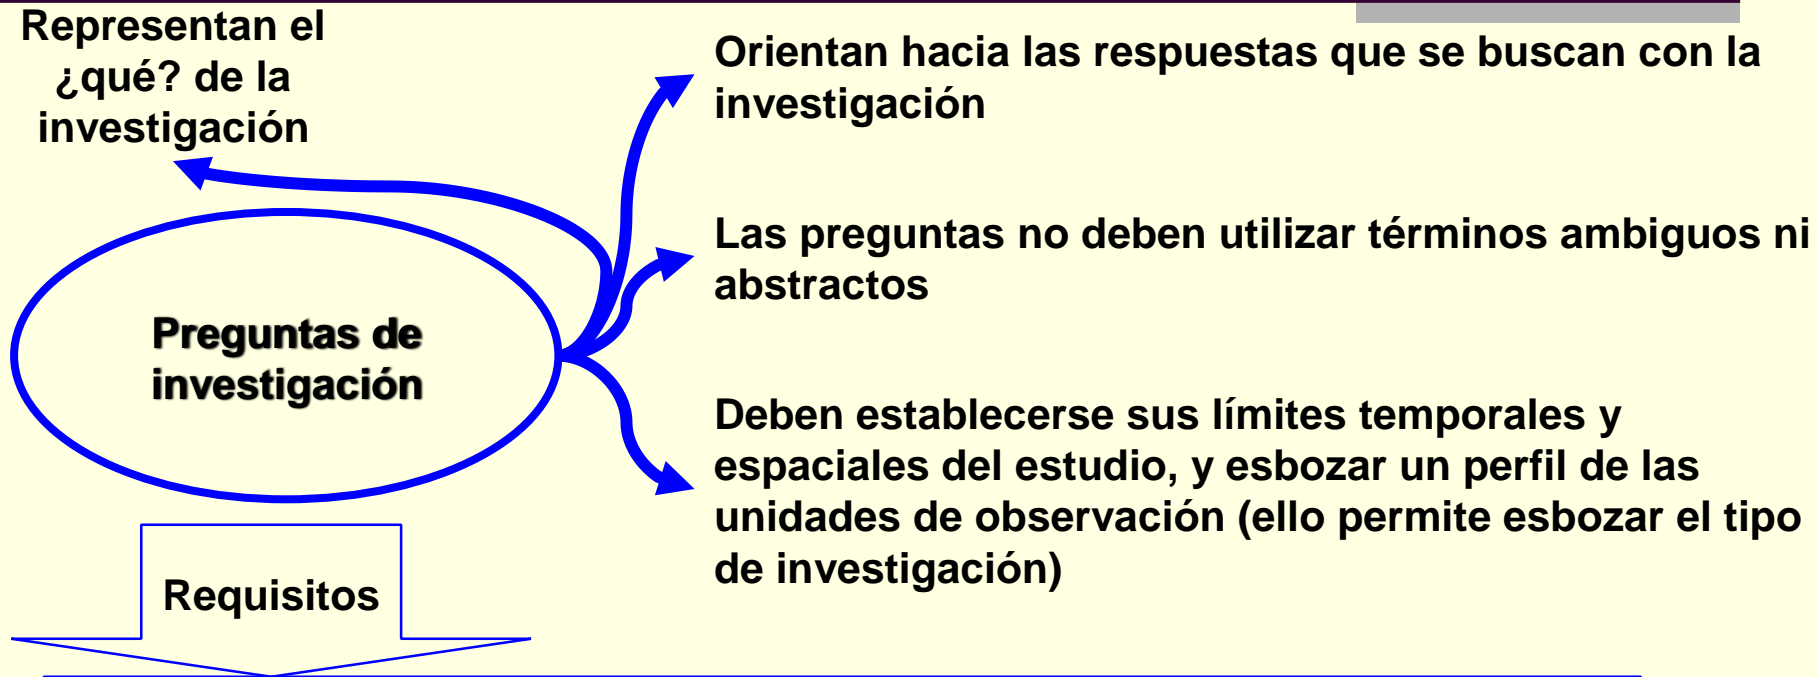 Representan el
¿qué? de la
investigación
Orientan hacia las respuestas que se buscan con la
investigación
Las preguntas no deben utilizar términos ambiguos ni
abstractos
Preguntas de
investigación
Deben establecerse sus límites temporales y
espaciales del estudio, y esbozar un perfil de las
unidades de observación (ello permite esbozar el tipo
de investigación)
Requisitos